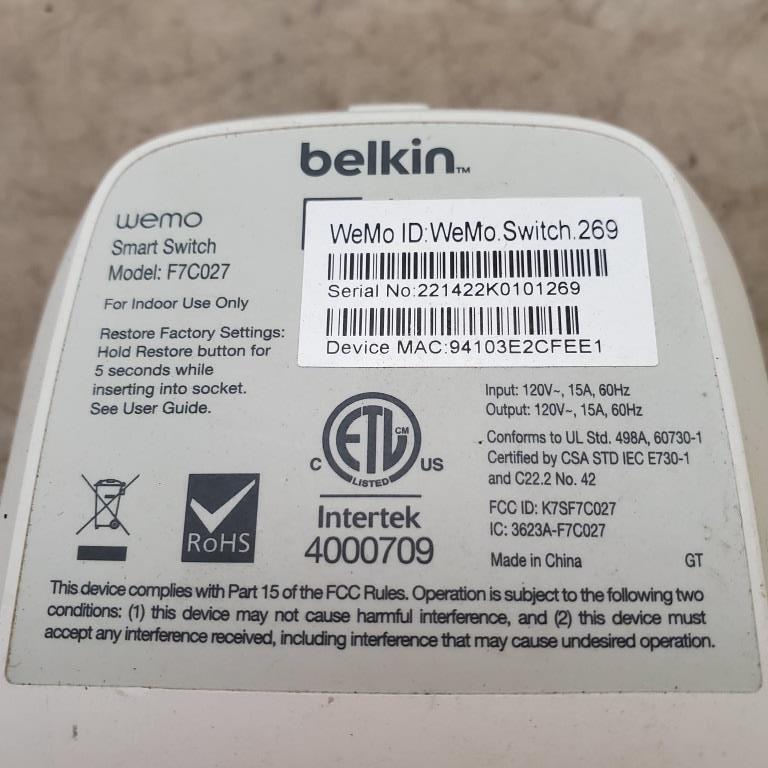 belkin™
wemo
Smart Switch
Model: F7C027
For Indoor Use Only
Restore Factory Settings:
Hold Restore button for
5 seconds while
inserting into socket.
See User Guide.
WeMo ID:WeMo.Switch.269
Serial No:221422K0101269
Device MAC:94103E2CFEE1
C ETL CM US
LISTED
Intertek
4000709
RoHS
Input: 120V~, 15A, 60Hz
Output: 120V~, 15A, 60Hz
Conforms to UL Std. 498A, 60730-1
Certified by CSA STD IEC E730-1
and C22.2 No. 42
FCC ID: K7SF7C027
IC: 3623A-F7C027
Made in China GT
This device complies with Part 15 of the FCC Rules. Operation is subject to the following two
conditions: (1) this device may not cause harmful interference, and (2) this device must
accept any interference received, including interference that may cause undesired operation.